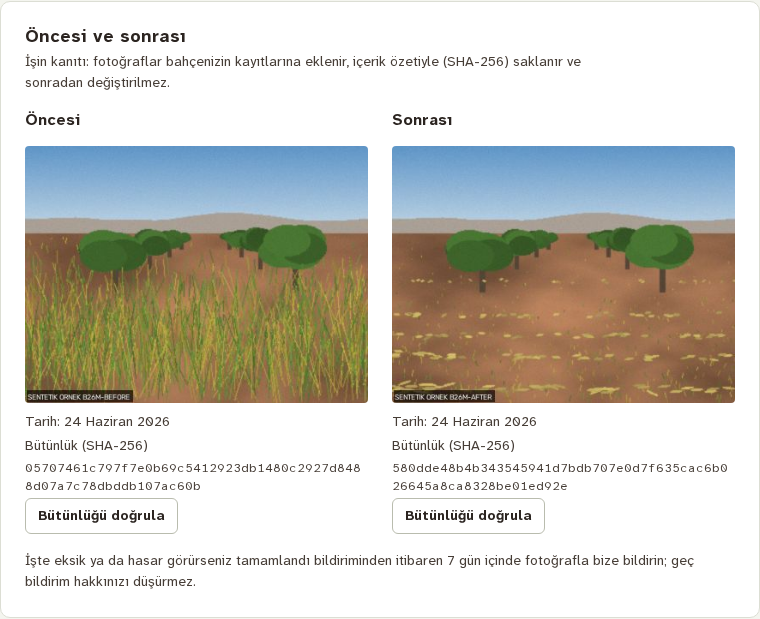 Öncesi ve sonrası
İşin kanıtı: fotoğraflar bahçenizin kayıtlarına eklenir, içerik özetiyle (SHA-256) saklanır ve
sonradan değiştirilmez.
Öncesi
SENTETIK ORNEK B26M-BEFORE
Tarih: 24 Haziran 2026
Bütünlük (SHA-256)
05707461c797f7e0b69c5412923db1480c2927d848
8d07a7c78dbddb107ac60b
Bütünlüğü doğrula
Sonrası
SENTETIK ORNEK B26M-AFTER
Tarih: 24 Haziran 2026
Bütünlük (SHA-256)
580dde48b4b343545941d7bdb707e0d7f635cac6b0
26645a8ca8328be01ed92e
Bütünlüğü doğrula
İşte eksik ya da hasar görürseniz tamamlandı bildiriminden itibaren 7 gün içinde fotoğrafla bize bildirin; geç
bildirim hakkınızı düşürmez.